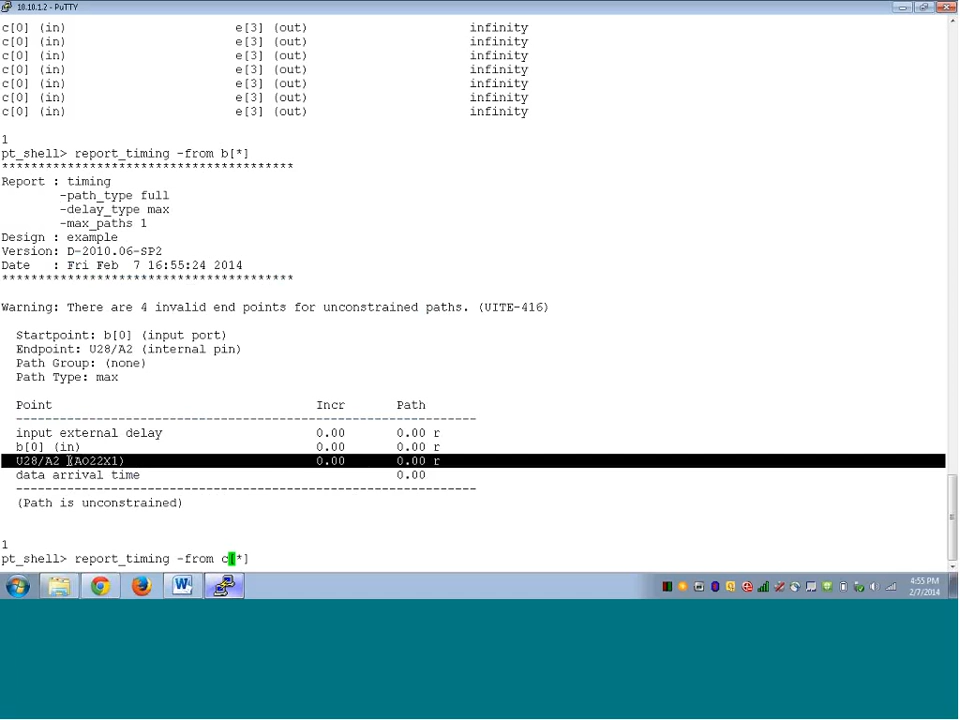 10.10.1.2 - PuTTY
c[0] (in) e[3] (out) infinity
c[0] (in) e[3] (out) infinity
c[0] (in) e[3] (out) infinity
c[0] (in) e[3] (out) infinity
c[0] (in) e[3] (out) infinity
c[0] (in) e[3] (out) infinity
c[0] (in) e[3] (out) infinity
1
pt_shell> report_timing -from b[*]
****************************************
Report : timing
-path_type full
-delay_type max
-max_paths 1
Design : example
Version: D-2010.06-SP2
Date : Fri Feb 7 16:55:24 2014
****************************************
Warning: There are 4 invalid end points for unconstrained paths. (UITE-416)
Startpoint: b[0] (input port)
Endpoint: U28/A2 (internal pin)
Path Group: (none)
Path Type: max
Point Incr Path
---------------------------------------------------------------
input external delay 0.00 0.00 r
b[0] (in) 0.00 0.00 r
U28/A2 (AO22X1) 0.00 0.00 r
data arrival time 0.00
---------------------------------------------------------------
(Path is unconstrained)
1
pt_shell> report_timing -from c[*]
4:55 PM
2/7/2014